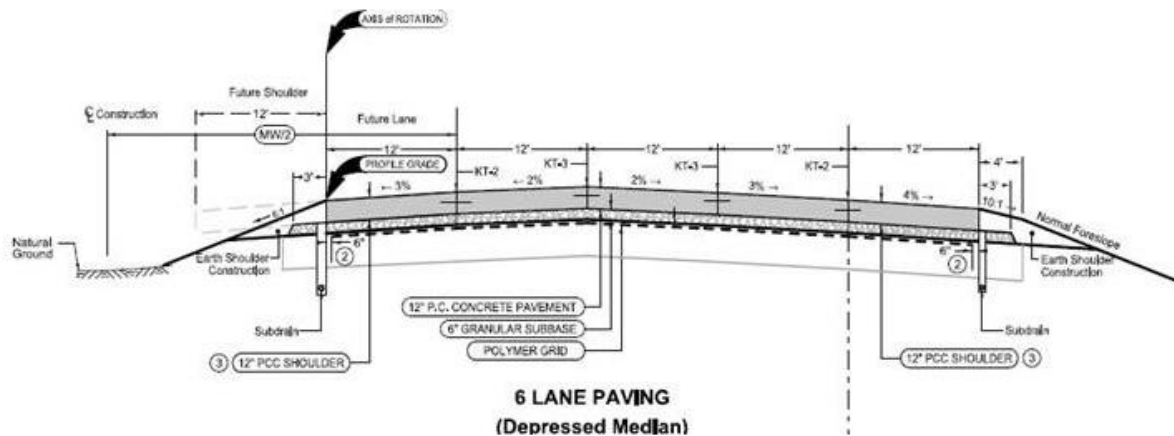 AXIS of ROTATION
Future Shoulder
℄ Construction
12'
Future Lane
MW/2
12'
12'
12'
12'
12'
4'
3'
PROFILE GRADE
KT-2
KT-3
KT-3
KT-2
3'
← 3%
← 2%
2% →
3% →
4% →
10:1
6:1
Normal Foreslope
Natural
Ground
Earth Shoulder
Construction
6"
2
6"
2
Earth Shoulder
Construction
12" P.C. CONCRETE PAVEMENT
6" GRANULAR SUBBASE
POLYMER GRID
Subdrain
Subdrain
3 12" PCC SHOULDER
12" PCC SHOULDER 3
6 LANE PAVING
(Depressed Median)